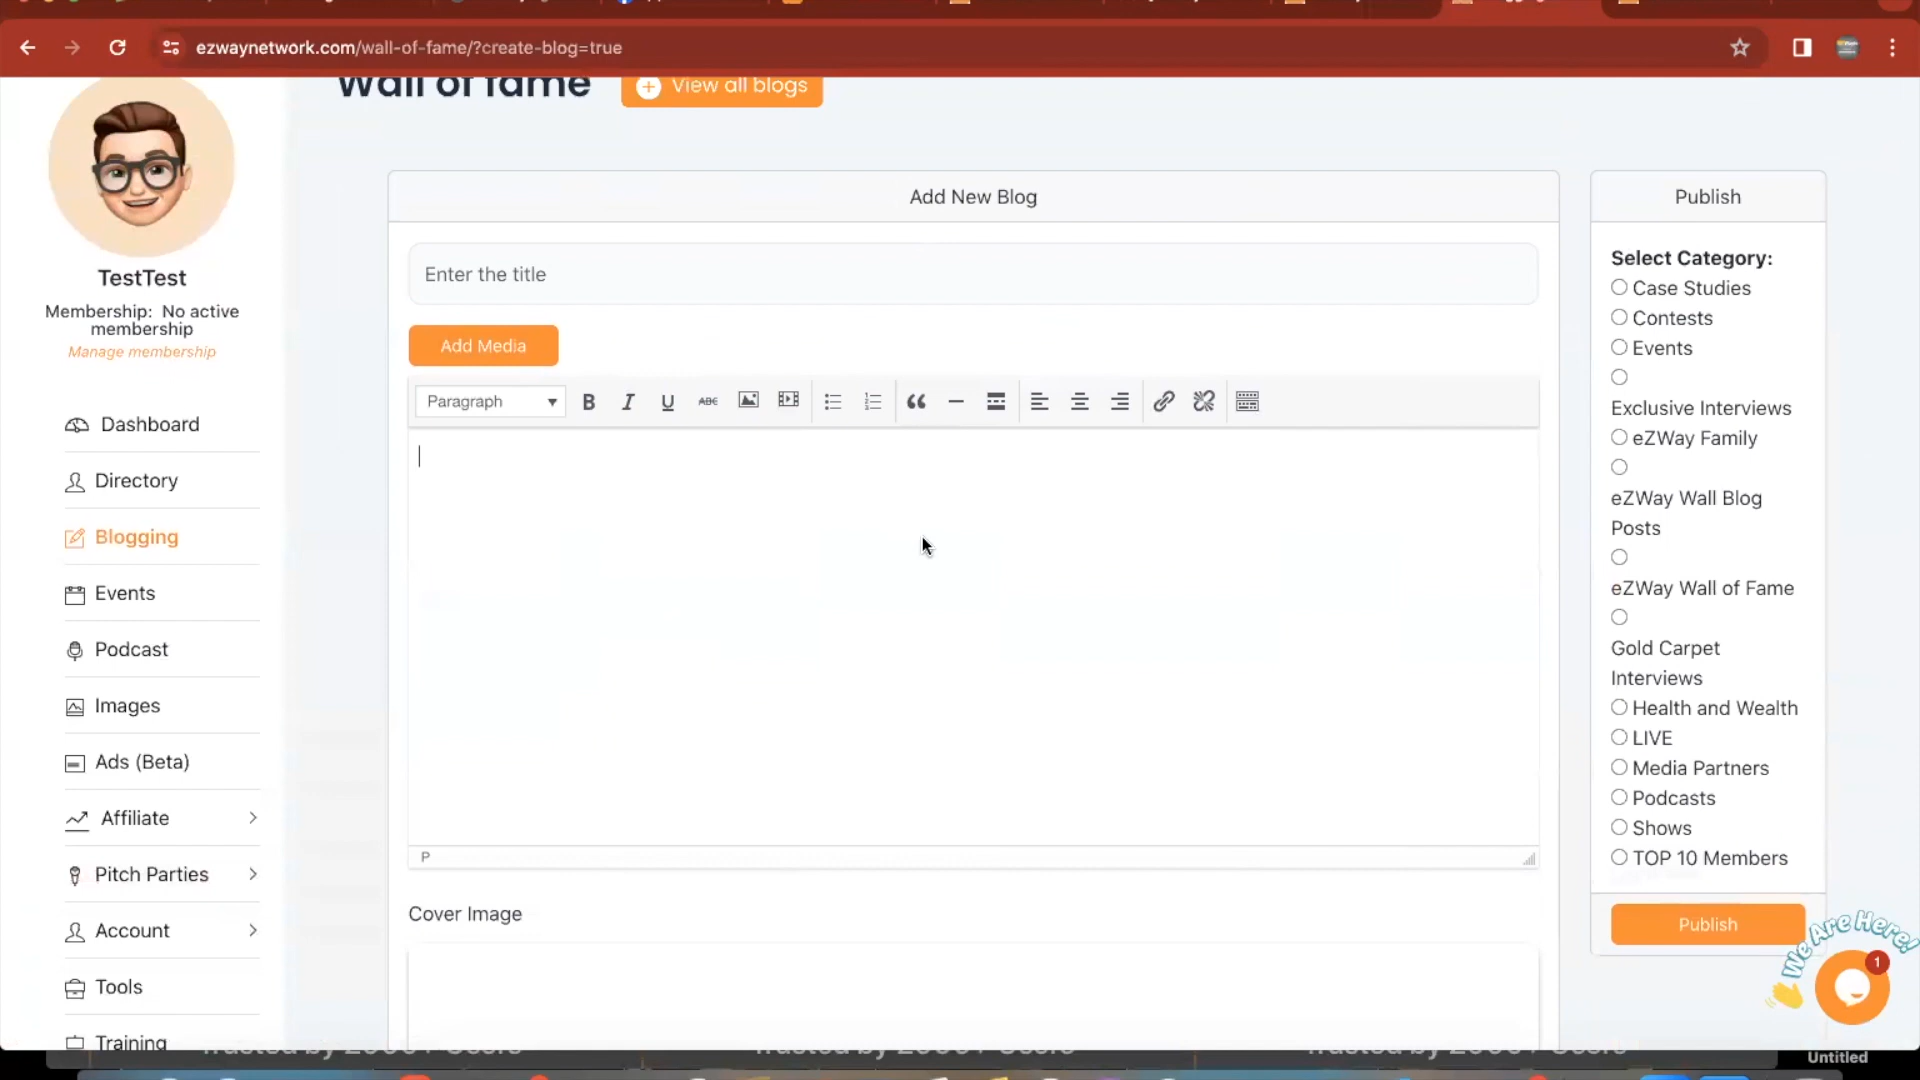 ezwaynetwork.com/wall-of-fame/?create-blog=true
Wall of fame
View all blogs
TestTest
Membership: No active
membership
Manage membership
Dashboard
Directory
Blogging
Events
Podcast
Images
Ads (Beta)
Affiliate
Pitch Parties
Account
Tools
Training
Add New Blog
Enter the title
Add Media
Paragraph
B
I
U
ABC
P
Cover Image
Publish
Select Category:
Case Studies
Contests
Events
Exclusive Interviews
eZWay Family
eZWay Wall Blog
Posts
eZWay Wall of Fame
Gold Carpet
Interviews
Health and Wealth
LIVE
Media Partners
Podcasts
Shows
TOP 10 Members
Publish
We Are Here!
1
Untitled